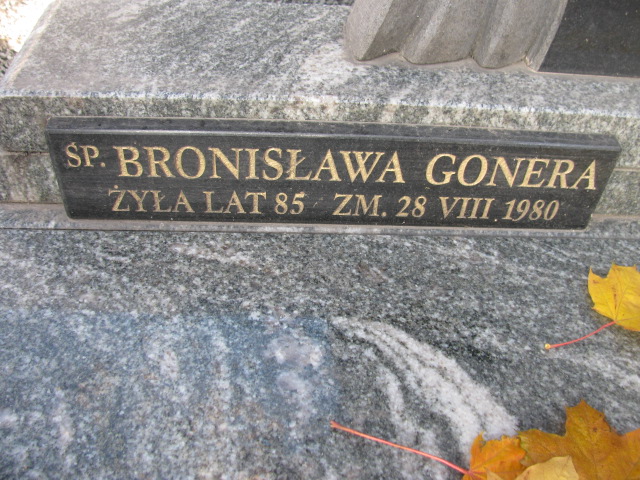 ŚP. BRONISŁAWA GONERA
ŻYŁA LAT 85 ZM. 28 VIII 1980